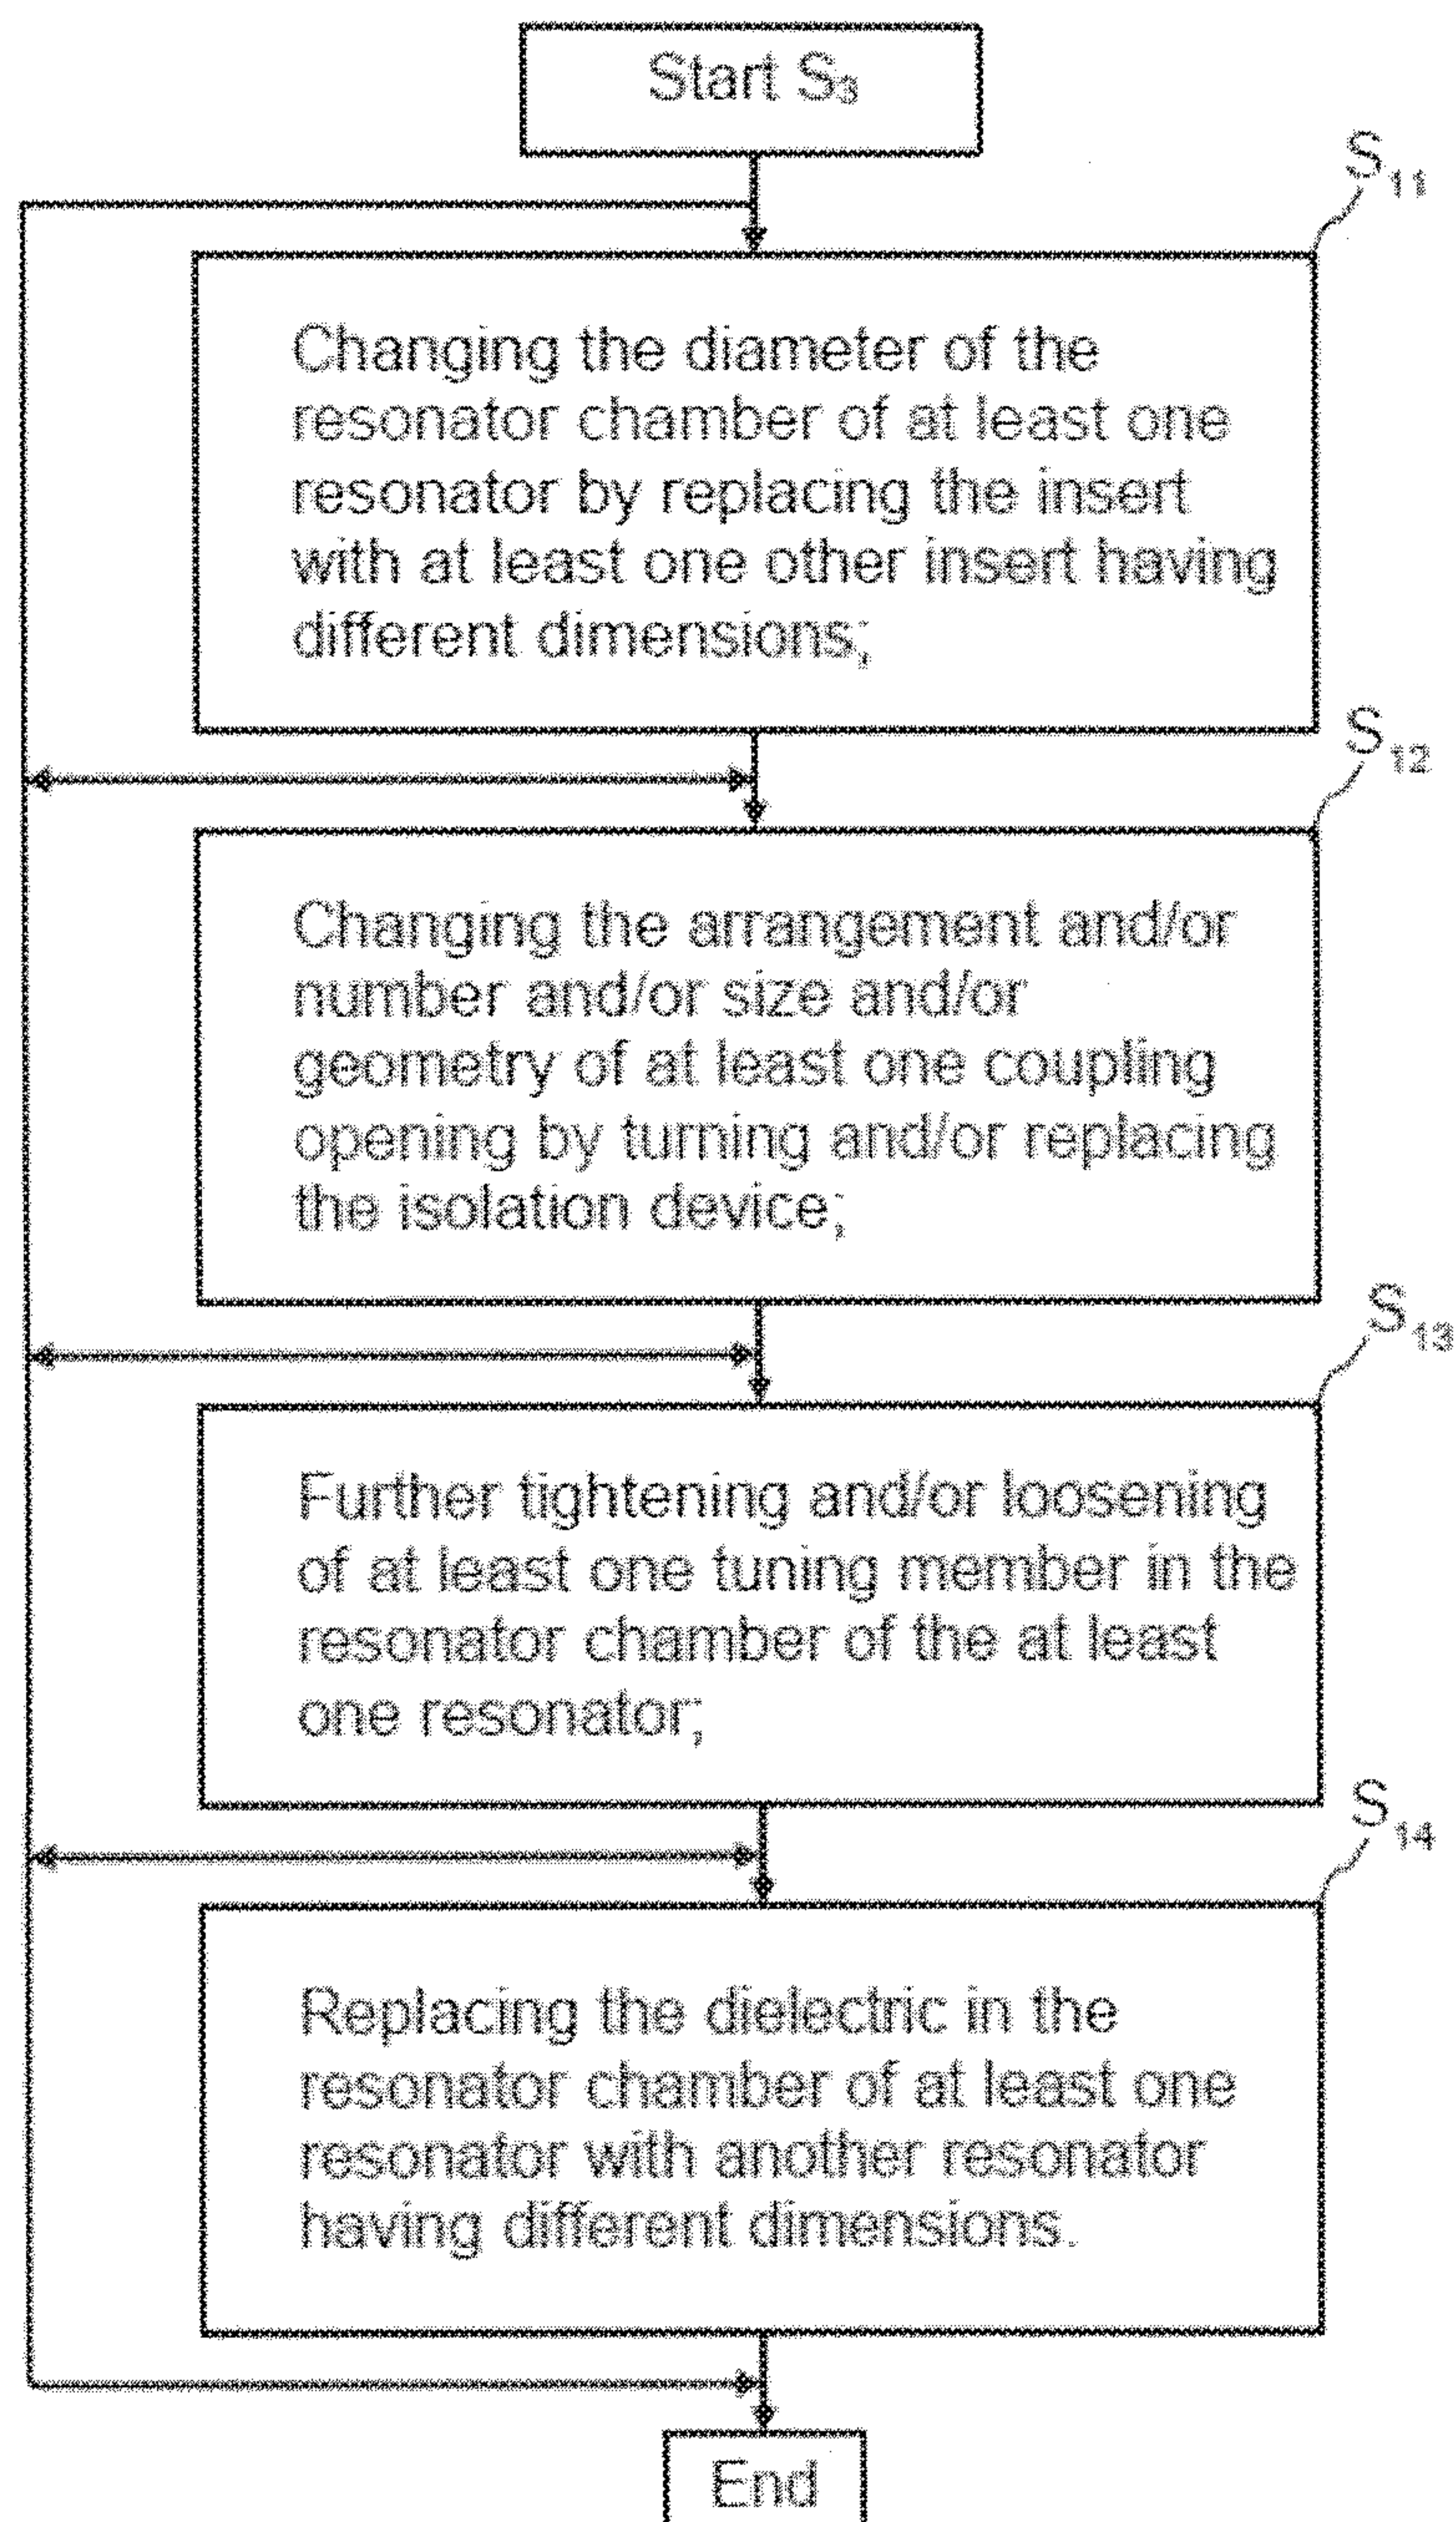 Start S₃
S₁₁
Changing the diameter of the
resonator chamber of at least one
resonator by replacing the insert
with at least one other insert having
different dimensions;
S₁₂
Changing the arrangement and/or
number and/or size and/or
geometry of at least one coupling
opening by turning and/or replacing
the isolation device;
S₁₃
Further tightening and/or loosening
of at least one tuning member in the
resonator chamber of the at least
one resonator;
S₁₄
Replacing the dielectric in the
resonator chamber of at least one
resonator with another resonator
having different dimensions.
End